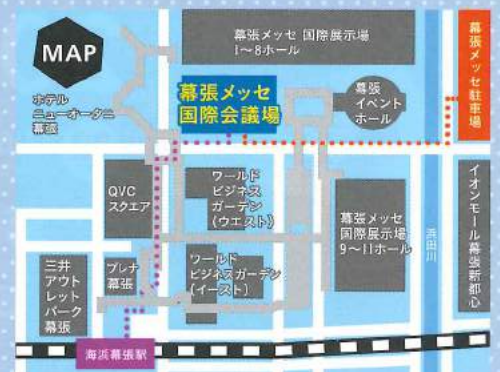 MAP
幕張メッセ 国際展示場
1〜8ホール
幕張メッセ駐車場
ホテル
ニューオータニ
幕張
幕張メッセ
国際会議場
幕張
イベント
ホール
QVC
スクエア
ワールド
ビジネス
ガーデン
(ウエスト)
幕張メッセ
国際展示場
9〜11ホール
浜田川
イオンモール幕張新都心
三井
アウト
レット
パーク
幕張
プレナ
幕張
ワールド
ビジネスガーデン
(イースト)
海浜幕張駅